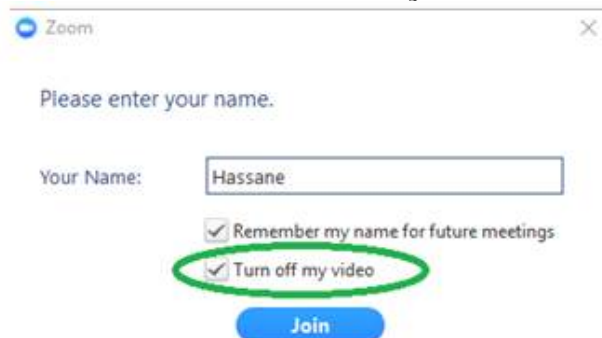 Zoom
Please enter your name.
Your Name: Hassane
Remember my name for future meetings
Turn off my video
Join